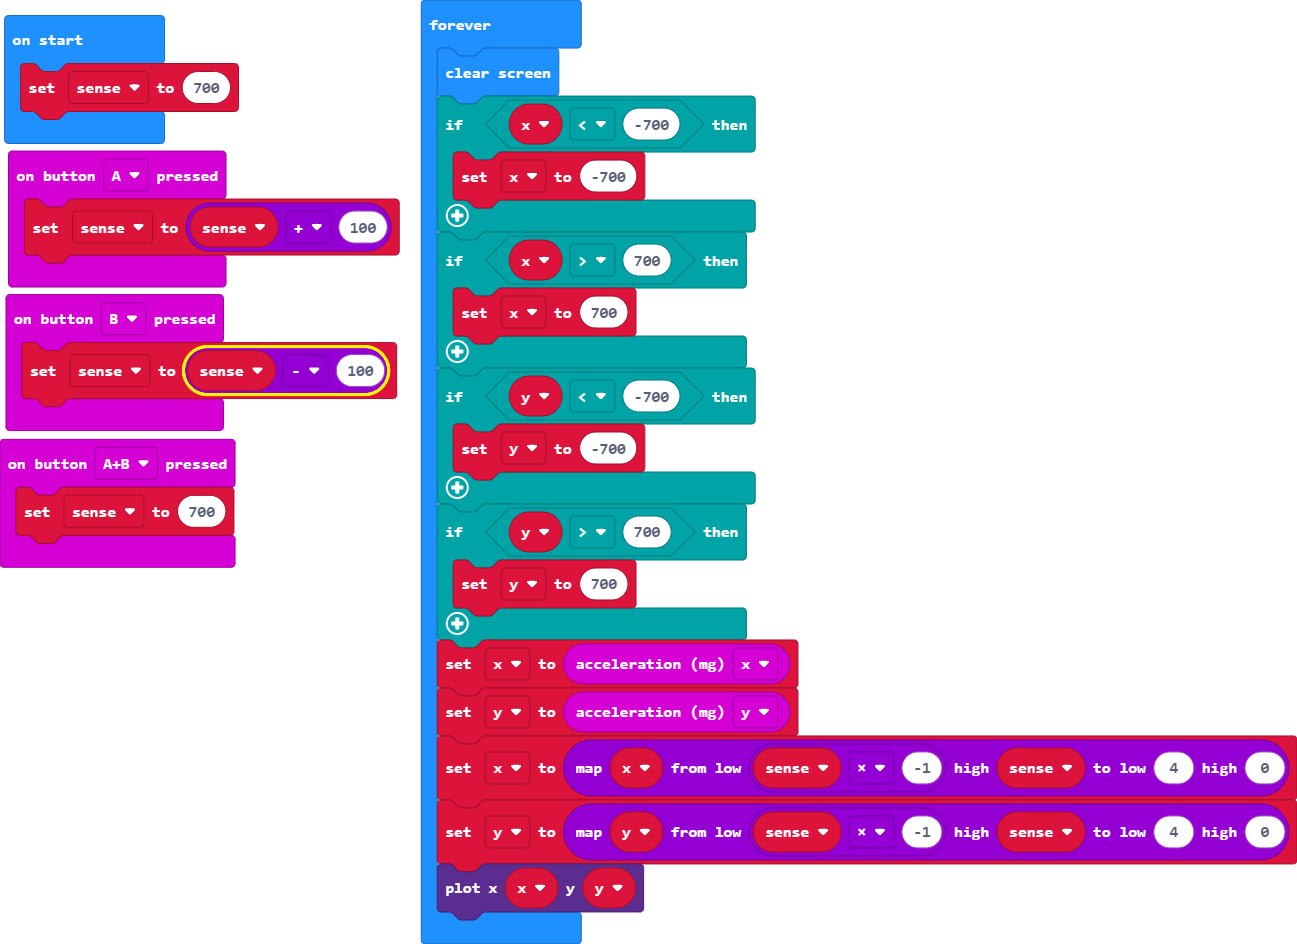 on start
set sense to 700
on button A pressed
set sense to sense + 100
on button B pressed
set sense to sense - 100
on button A+B pressed
set sense to 700
forever
clear screen
if x < -700 then
set x to -700
if x > 700 then
set x to 700
if y < -700 then
set y to -700
if y > 700 then
set y to 700
set x to acceleration (mg) x
set y to acceleration (mg) y
set x to map x from low sense × -1 high sense to low 4 high 0
set y to map y from low sense × -1 high sense to low 4 high 0
plot x x y y